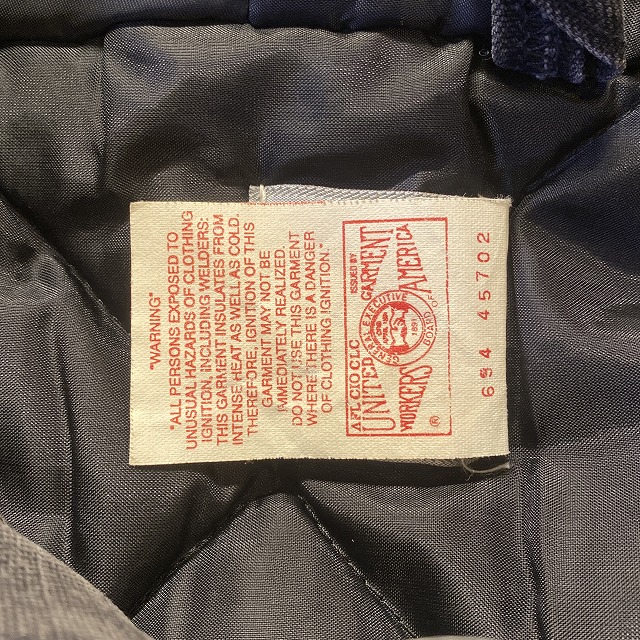 "WARNING"
"ALL PERSONS EXPOSED TO
UNUSUAL HAZARDS OF CLOTHING
IGNITION, INCLUDING WELDERS:
THIS GARMENT INSULATES FROM
INTENSE HEAT AS WELL AS COLD.
THEREFORE, IGNITION OF THIS
GARMENT MAY NOT BE
IMMEDIATELY REALIZED.
DO NOT USE THIS GARMENT
WHERE THERE IS A DANGER
OF CLOTHING IGNITION."
ISSUED BY
AFL CIO CLC
UNITED GARMENT
WORKERS OF AMERICA
GENERAL EXECUTIVE BOARD
1891
®
694 45702